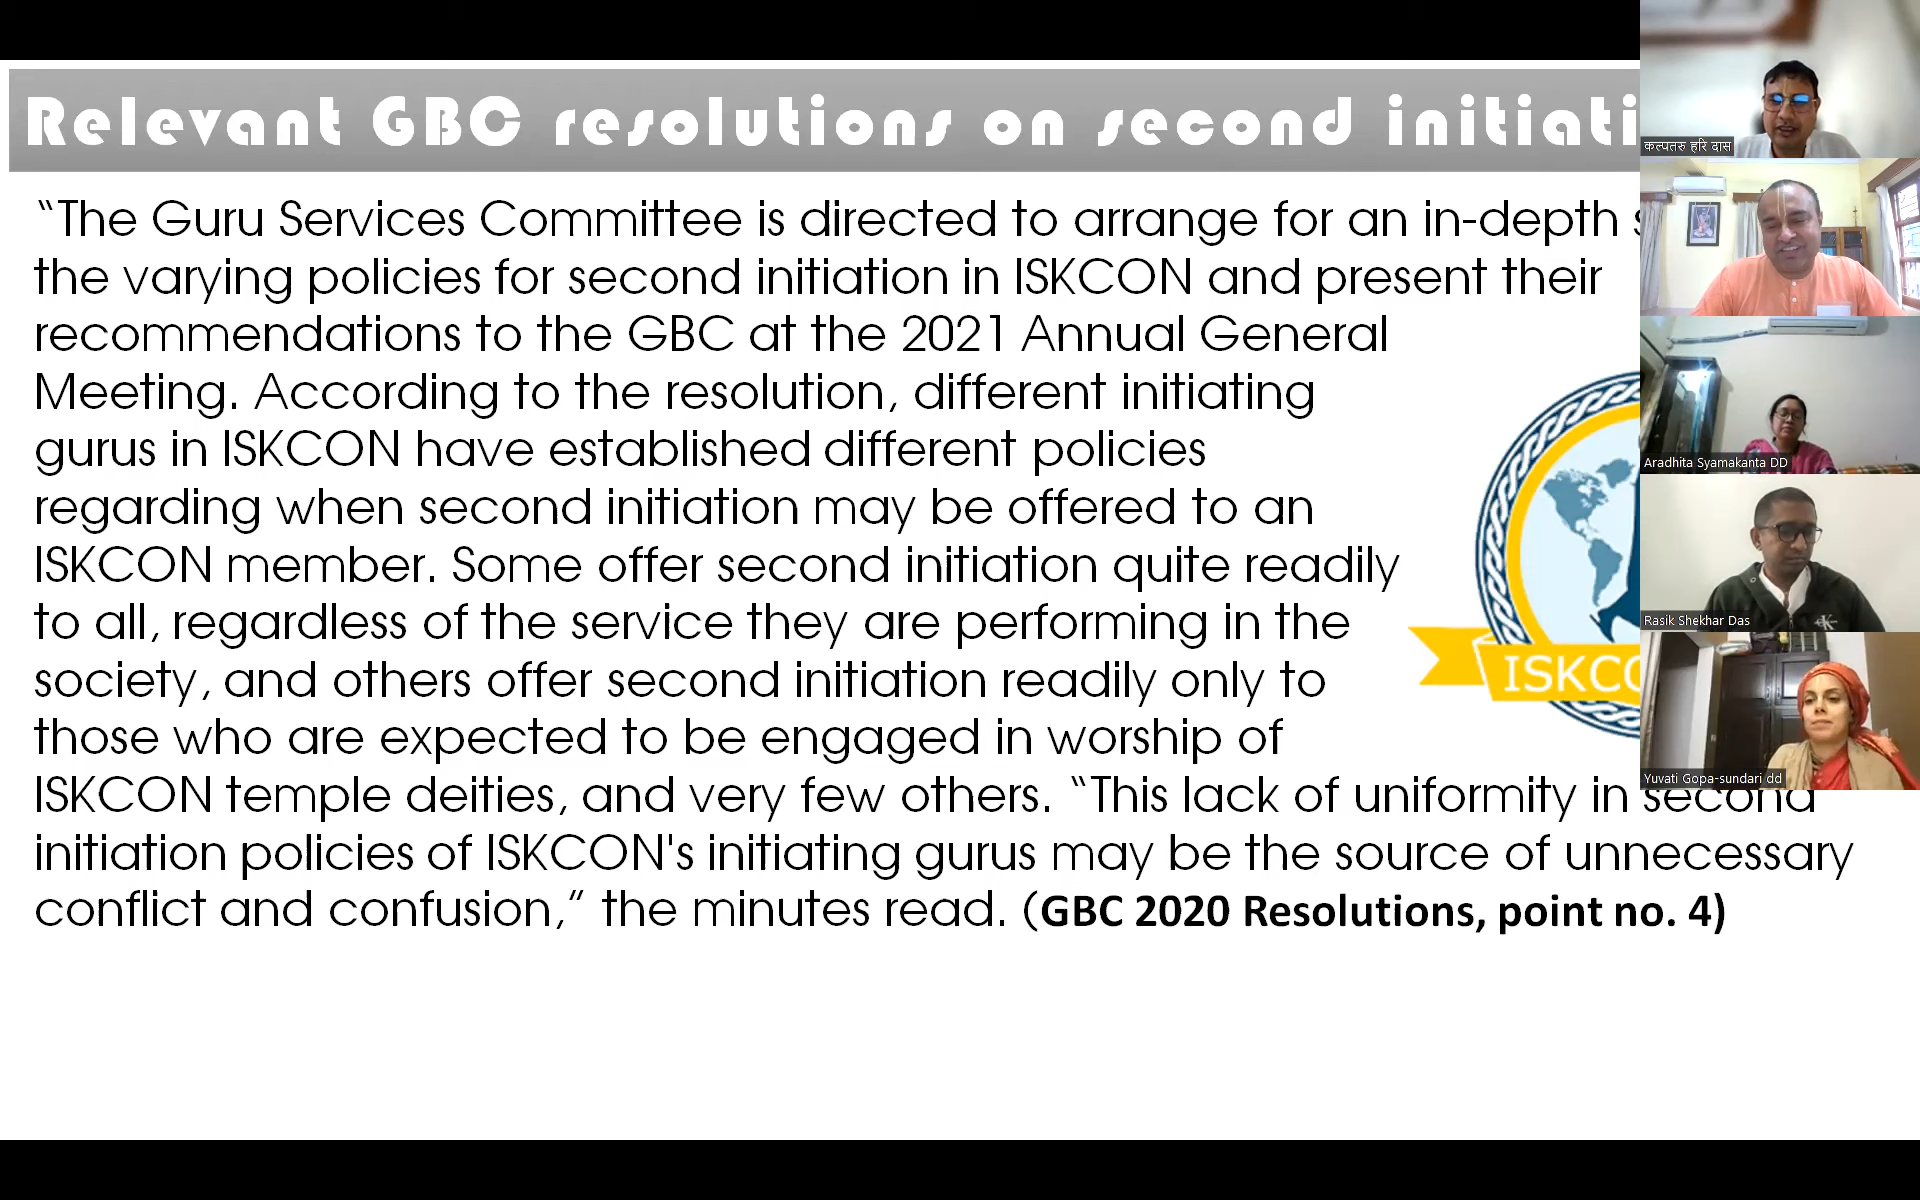 Relevant GBC resolutions on second initiati
“The Guru Services Committee is directed to arrange for an in-depth
the varying policies for second initiation in ISKCON and present their
recommendations to the GBC at the 2021 Annual General
Meeting. According to the resolution, different initiating
gurus in ISKCON have established different policies
regarding when second initiation may be offered to an
ISKCON member. Some offer second initiation quite readily
to all, regardless of the service they are performing in the
society, and others offer second initiation readily only to
those who are expected to be engaged in worship of
ISKCON temple deities, and very few others. “This lack of uniformity in second
initiation policies of ISKCON's initiating gurus may be the source of unnecessary
conflict and confusion,” the minutes read. (GBC 2020 Resolutions, point no. 4)
ISKCO
कल्पतरु हरि दास
Aradhita Syamakanta DD
Rasik Shekhar Das
Yuvati Gopa-sundari dd